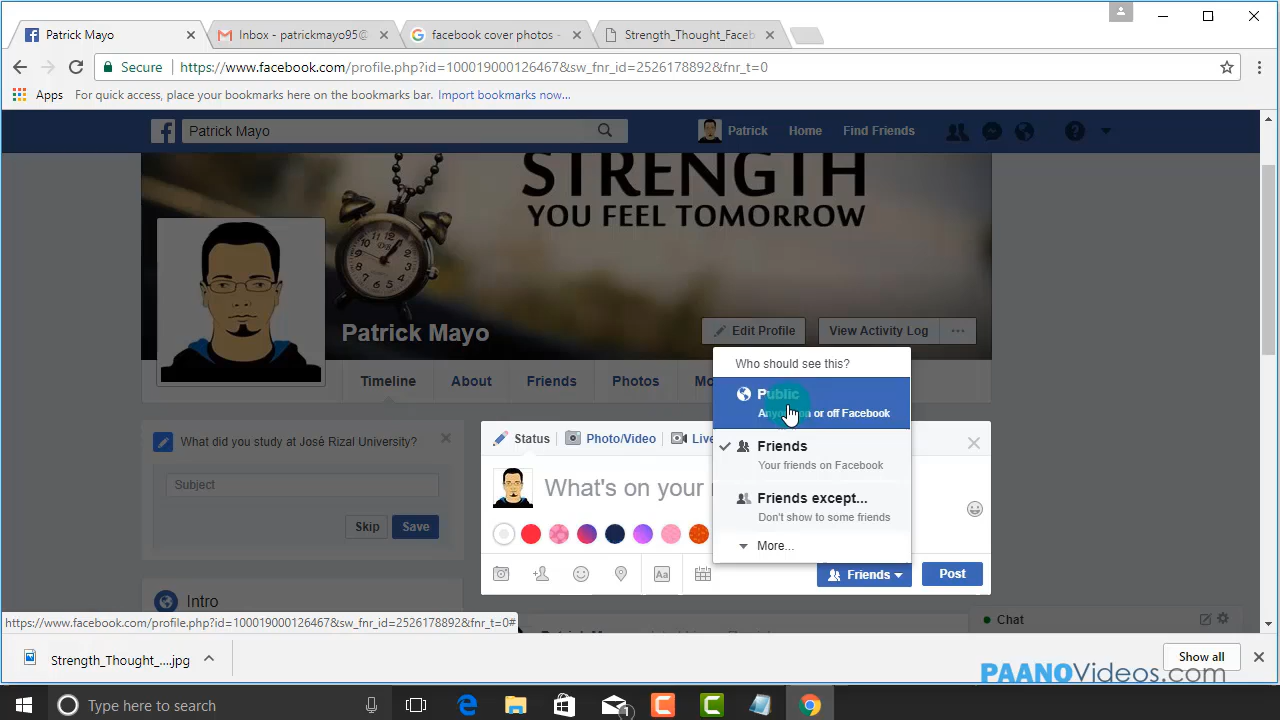 Patrick Mayo
Inbox - patrickmayo95@
facebook cover photos -
Strength_Thought_Faceb
Secure
https://www.facebook.com/profile.php?id=100019000126467&sw_fnr_id=2526178892&fnr_t=0
Apps
For quick access, place your bookmarks here on the bookmarks bar. Import bookmarks now...
Patrick Mayo
Patrick
Home
Find Friends
STRENGTH
YOU FEEL TOMORROW
Patrick Mayo
Edit Profile
View Activity Log
Timeline
About
Friends
Photos
Mo
Who should see this?
Public
or off Facebook
Friends
Your friends on Facebook
Friends except...
Don't show to some friends
More...
What did you study at José Rizal University?
Subject
Skip
Save
Status
Photo/Video
Live
What's on your
Aa
Friends
Post
Intro
https://www.facebook.com/profile.php?id=100019000126467&sw_fnr_id=2526178892&fnr_t=0#
Chat
Strength_Thought_....jpg
Show all
PAANOVideos.com
Type here to search
1